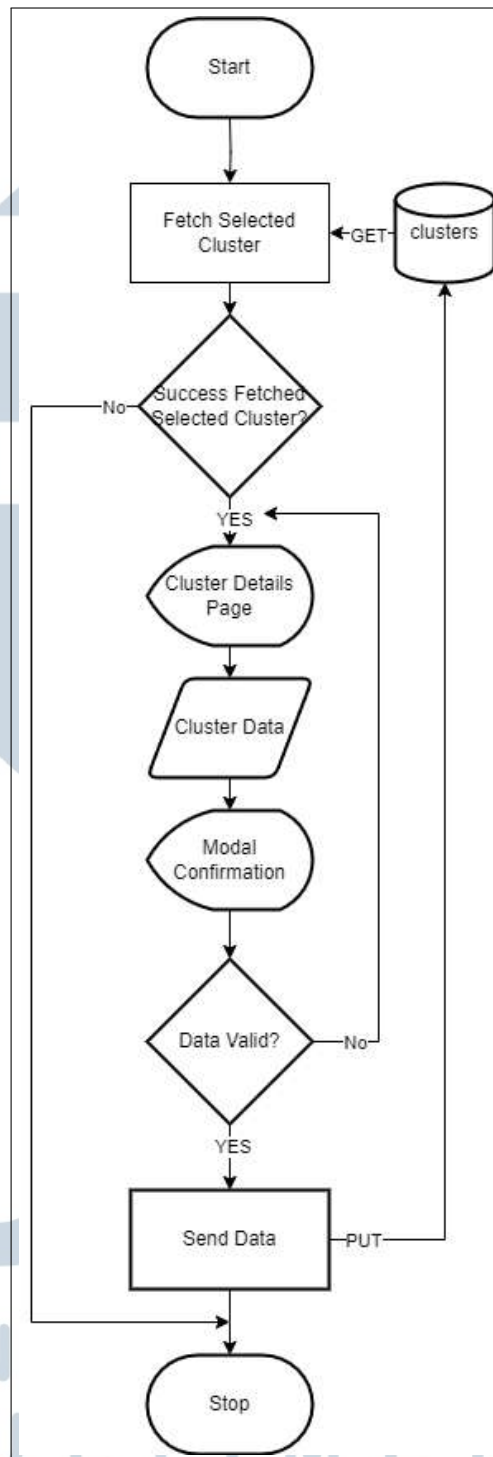 Start
Fetch Selected
Cluster
GET
clusters
Success Fetched
Selected Cluster?
No
YES
Cluster Details
Page
Cluster Data
Modal
Confirmation
Data Valid?
No
YES
Send Data
PUT
Stop